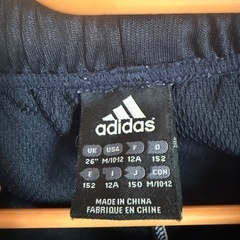 adidas
UK USA F D
26" M/1012 12A 152
E I J CDN
152 12A 150 M/1012
MADE IN CHINA
FABRIQUE EN CHINE